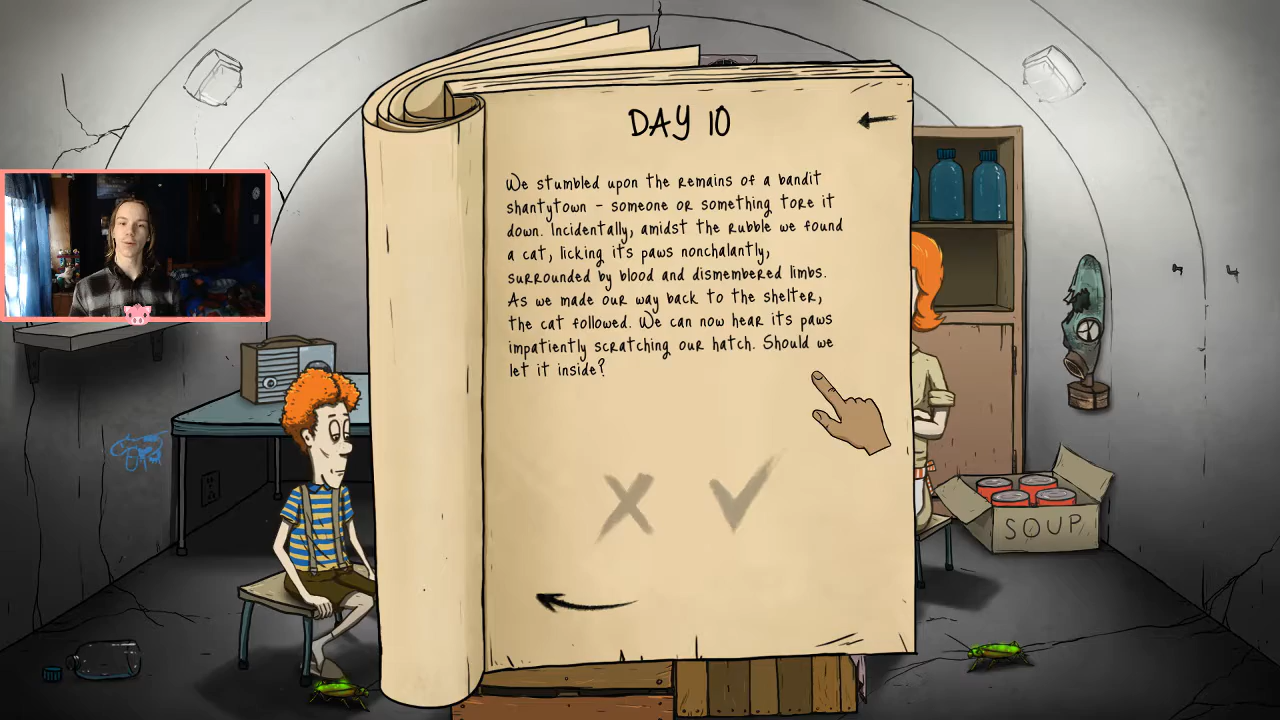 DAY 10
We stumbled upon the remains of a bandit
shantytown - someone or something tore it
down. Incidentally, amidst the rubble we found
a cat, licking it's paws nonchalantly,
surrounded by blood and dismembered limbs.
As we made our way back to the shelter,
the cat followed. We can now hear its paws
impatiently scratching our hatch. Should we
let it inside?
SOUP